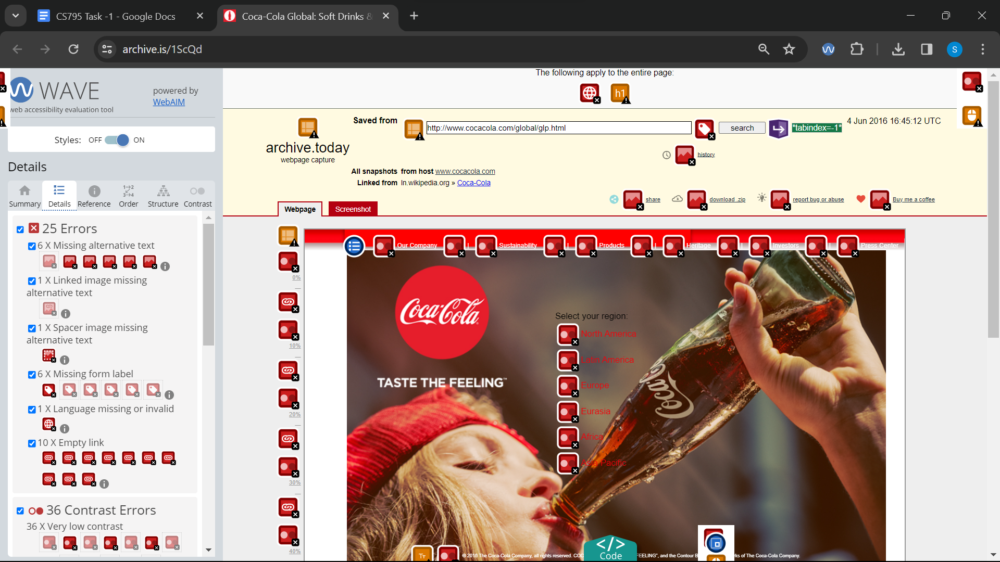 CS795 Task -1 - Google Docs
Coca-Cola Global: Soft Drinks &
archive.is/1ScQd
S
WAVE
web accessibility evaluation tool
powered by
WebAIM
Styles: OFF ON
Details
Summary Details Reference Order Structure Contrast
25 Errors
6 X Missing alternative text
1 X Linked image missing
alternative text
1 X Spacer image missing
alternative text
6 X Missing form label
1 X Language missing or invalid
10 X Empty link
36 Contrast Errors
36 X Very low contrast
The following apply to the entire page:
h1
archive.today
webpage capture
Saved from
http://www.cocacola.com/global/glp.html
search
*tabindex=-1*
4 Jun 2016 16:45:12 UTC
history
All snapshots from host www.cocacola.com
Linked from ln.wikipedia.org » Coca-Cola
share
download .zip
report bug or abuse
Buy me a coffee
Webpage
Screenshot
Our Company | Sustainability | Products | Heritage | Investors | Press Center
0%
10%
20%
30%
40%
Coca-Cola
TASTE THE FEELING™
Select your region:
North America
Latin America
Europe
Eurasia
Africa
Asia Pacific
Coca
</>
Code
Tт
© 2016 The Coca-Cola Company, all rights reserved. COC
FEELING", and the Contour B
rks of The Coca-Cola Company.